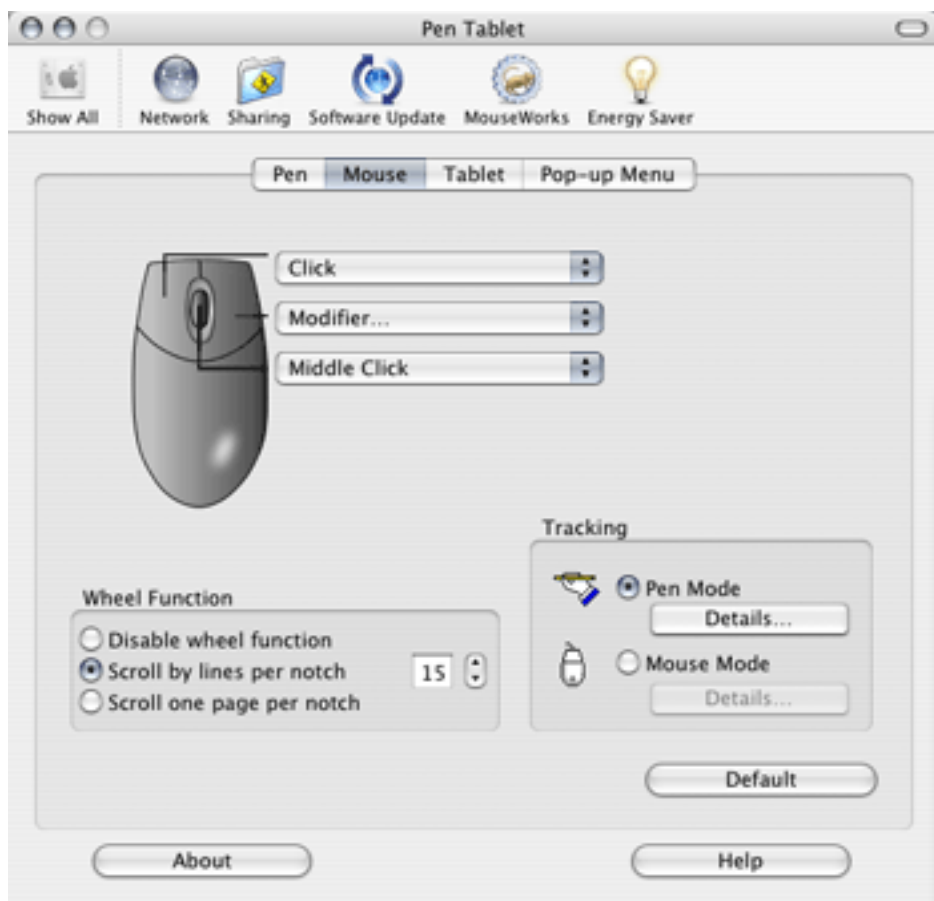 Pen Tablet
Show All
Network
Sharing
Software Update
MouseWorks
Energy Saver
Pen
Mouse
Tablet
Pop-up Menu
Click
Modifier...
Middle Click
Tracking
Pen Mode
Details...
Mouse Mode
Details...
Wheel Function
Disable wheel function
Scroll by lines per notch 15
Scroll one page per notch
Default
About
Help